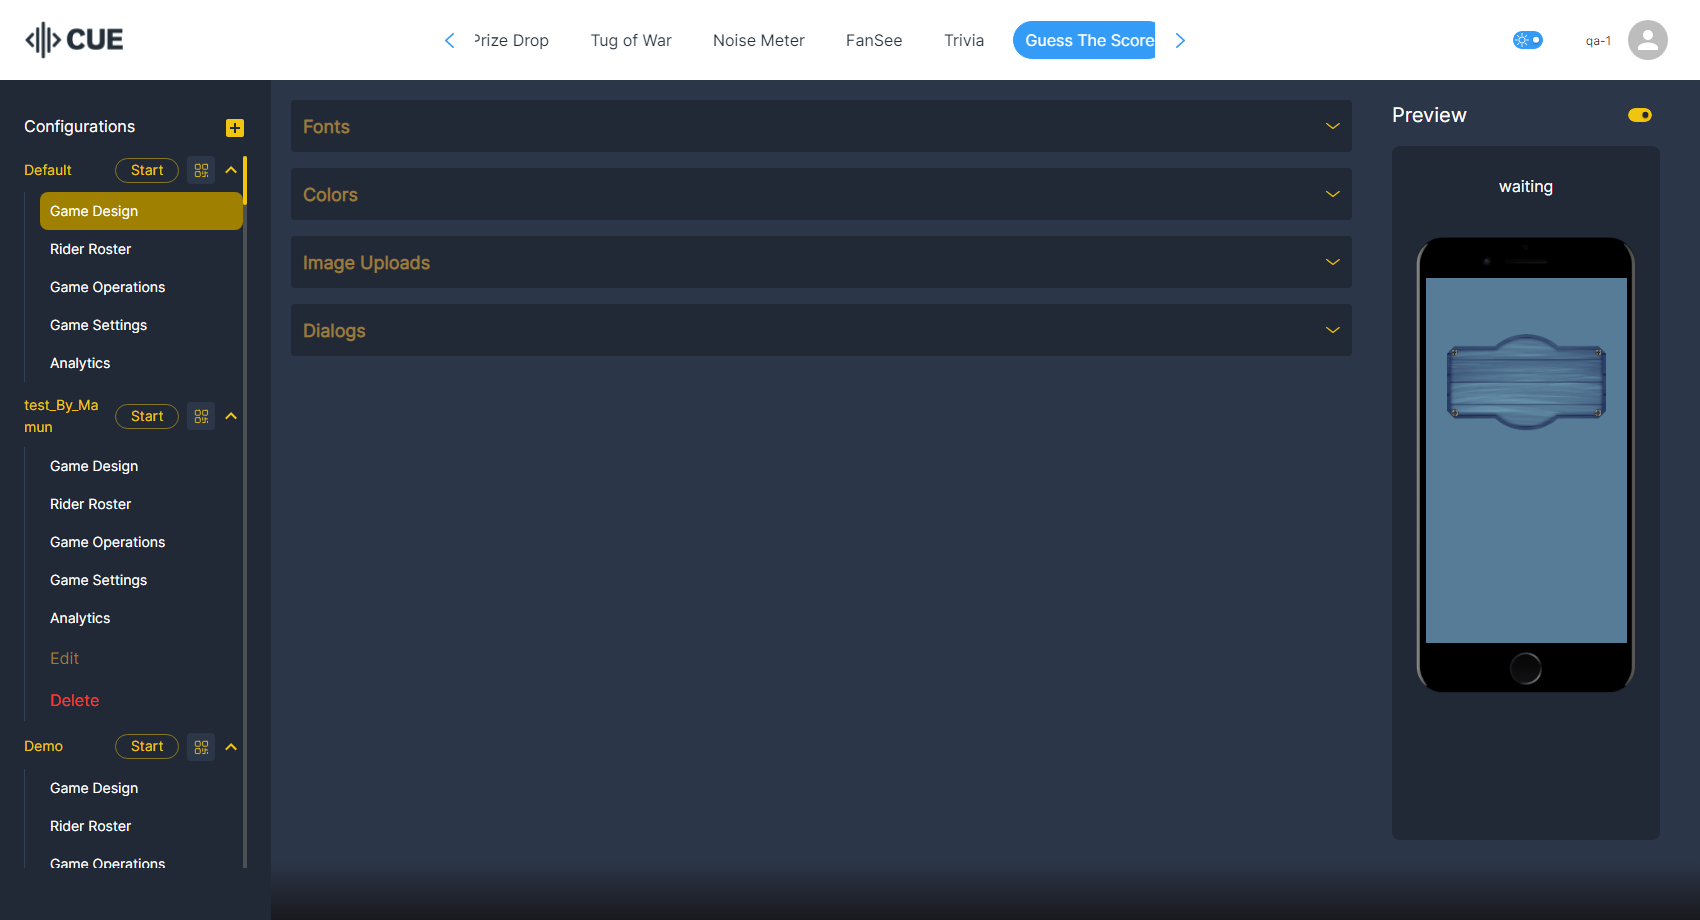 CUE
Prize Drop
Tug of War
Noise Meter
FanSee
Trivia
Guess The Score
qa-1
Configurations
Default
Start
Game Design
Rider Roster
Game Operations
Game Settings
Analytics
test_By_Ma
mun
Start
Game Design
Rider Roster
Game Operations
Game Settings
Analytics
Edit
Delete
Demo
Start
Game Design
Rider Roster
Game Operations
Fonts
Colors
Image Uploads
Dialogs
Preview
waiting